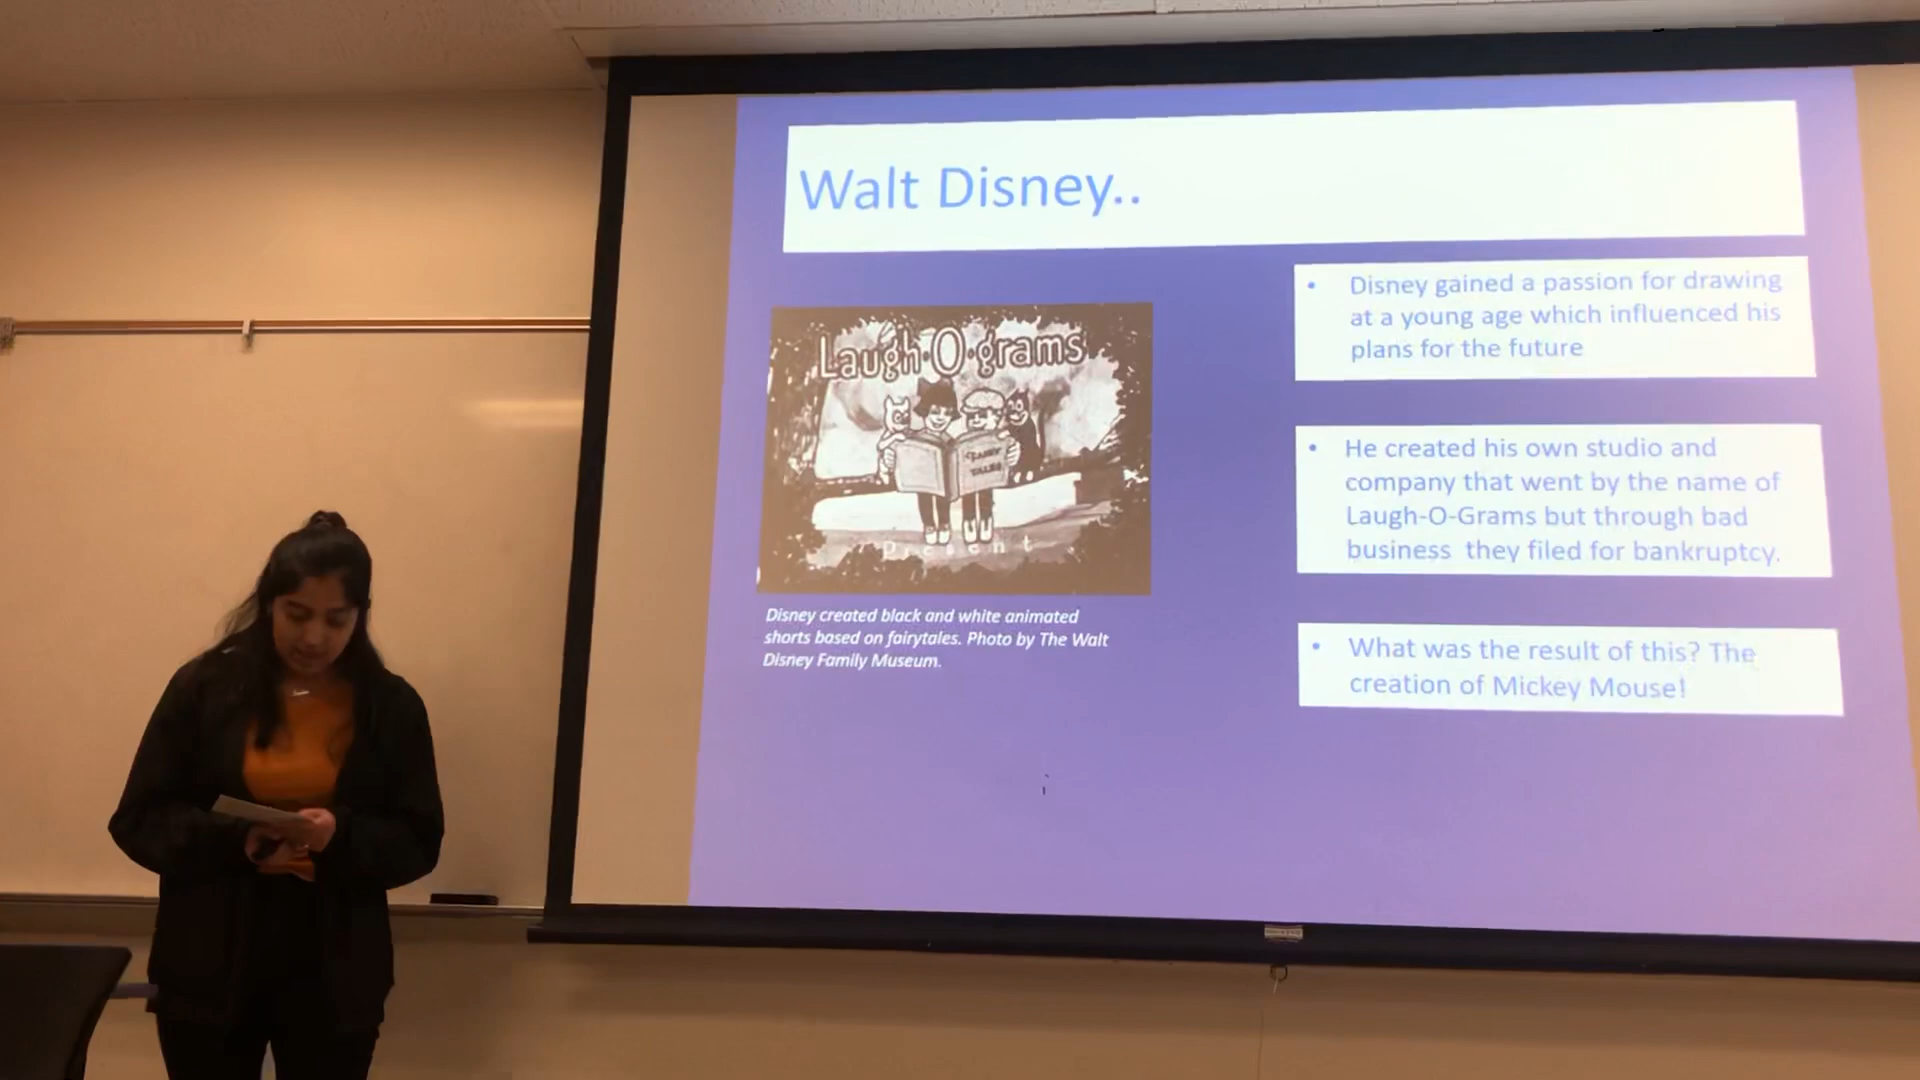 Walt Disney..
Laugh-O-grams
FAIRY
TALES
Present
Disney created black and white animated
shorts based on fairytales. Photo by The Walt
Disney Family Museum.
• Disney gained a passion for drawing
at a young age which influenced his
plans for the future
• He created his own studio and
company that went by the name of
Laugh-O-Grams but through bad
business they filed for bankruptcy.
• What was the result of this? The
creation of Mickey Mouse!